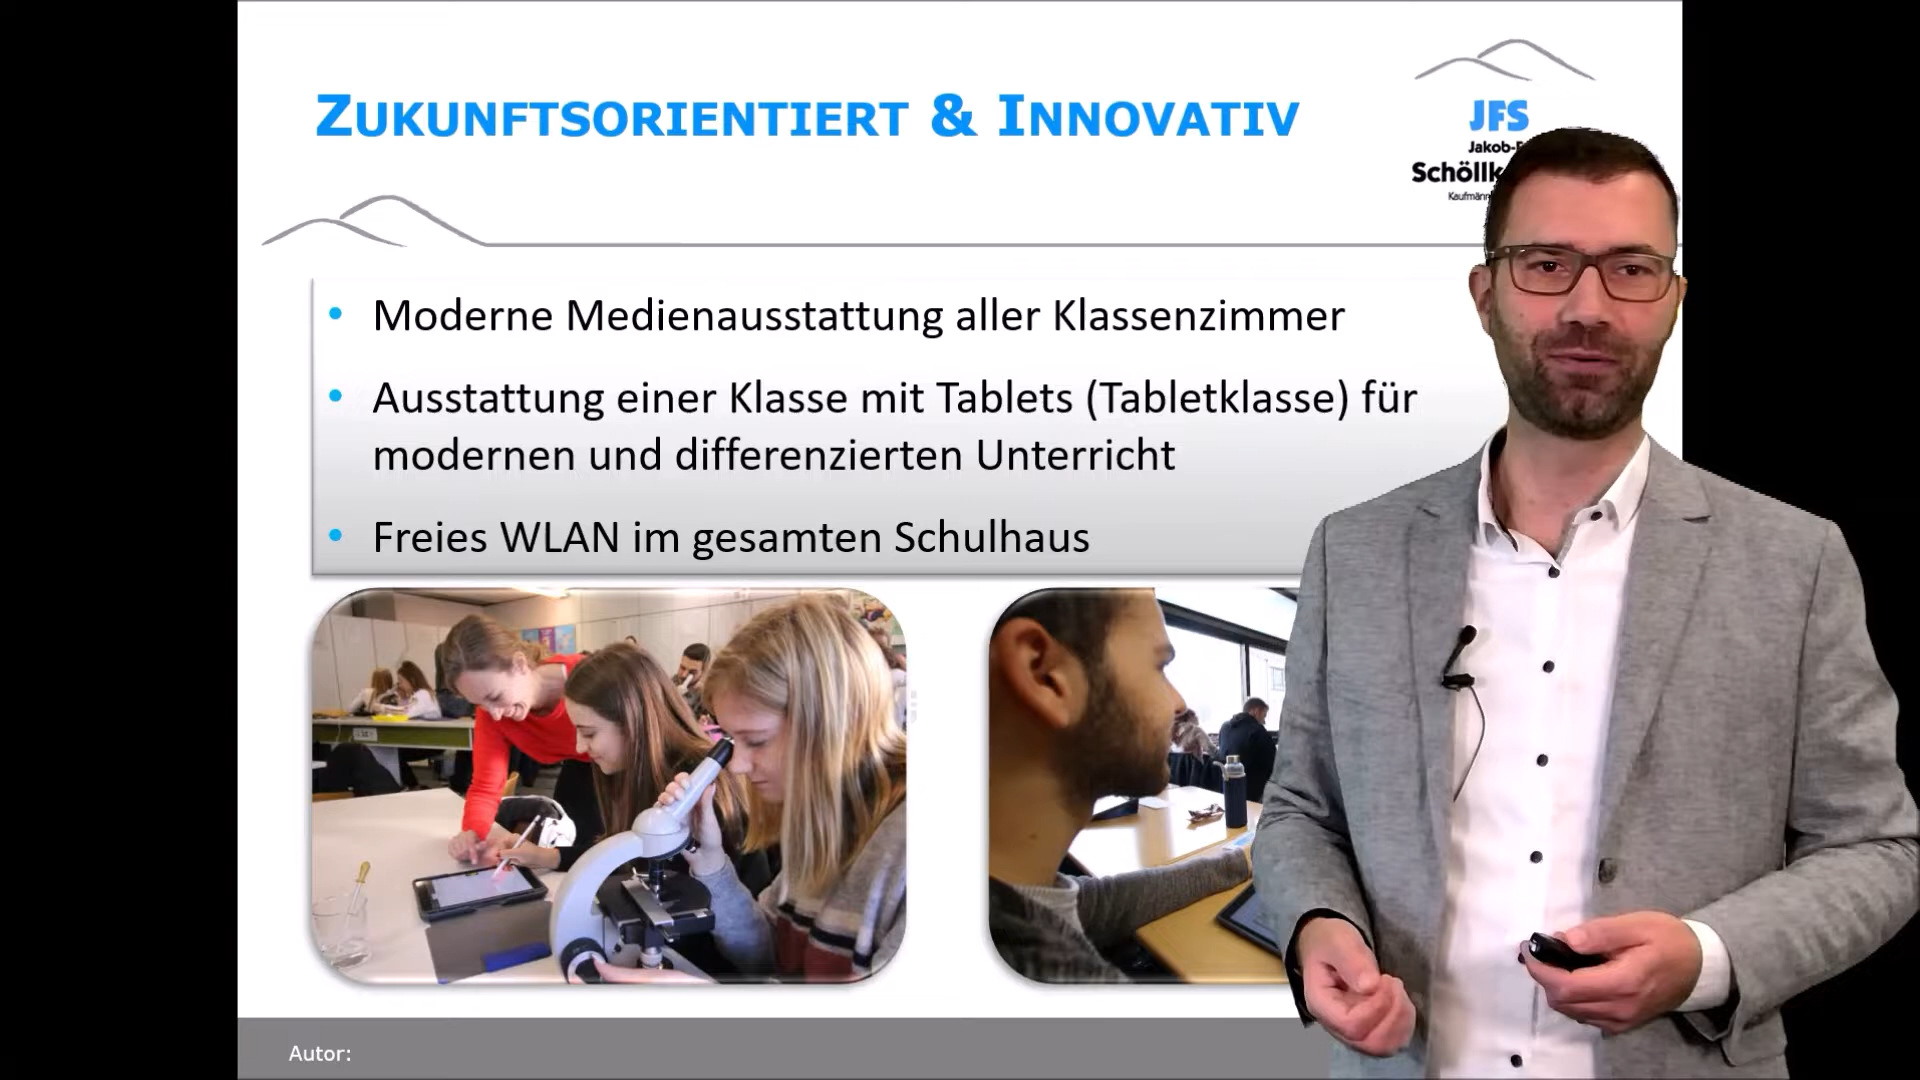 ZUKUNFTSORIENTIERT & INNOVATIV
JFS
• Moderne Medienausstattung aller Klassenzimmer
• Ausstattung einer Klasse mit Tablets (Tabletklasse) für
modernen und differenzierten Unterricht
• Freies WLAN im gesamten Schulhaus
Autor: